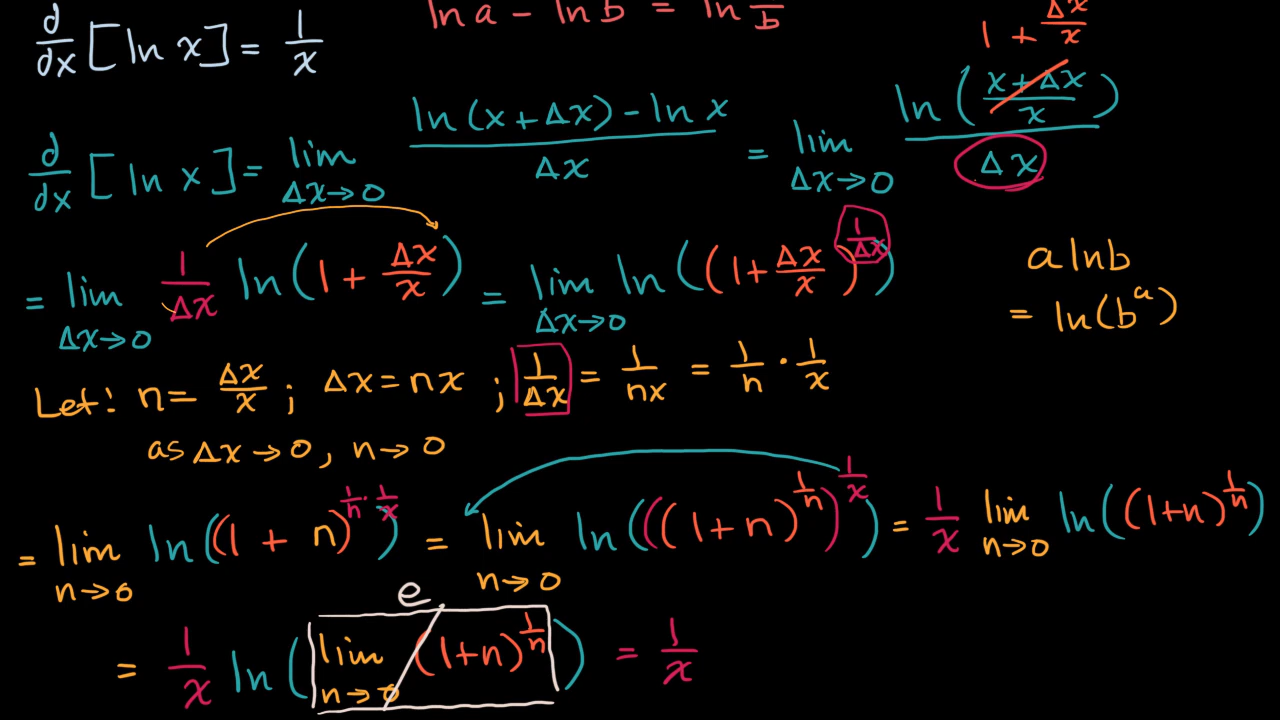 d/dx [ln x] = 1/x
ln a - ln b = ln /b
1 + Δx/x
d/dx [ln x] = lim Δx→0 (ln(x+Δx) - ln x)/Δx = lim Δx→0 ln((x+Δx)/x)/Δx
= lim Δx→0 1/Δx ln(1 + Δx/x) = lim Δx→0 ln((1+Δx/x)^(1/Δx))
a ln b
= ln(b^a)
Let: n = Δx/x ; Δx = nx ; 1/Δx = 1/nx = 1/n · 1/x
as Δx→0, n→0
= lim n→0 ln((1 + n)^(1/n · 1/x)) = lim n→0 ln(((1+n)^(1/n))^(1/x)) = 1/x lim n→0 ln((1+n)^(1/n))
e
= 1/x ln(lim n→0 (1+n)^(1/n)) = 1/x